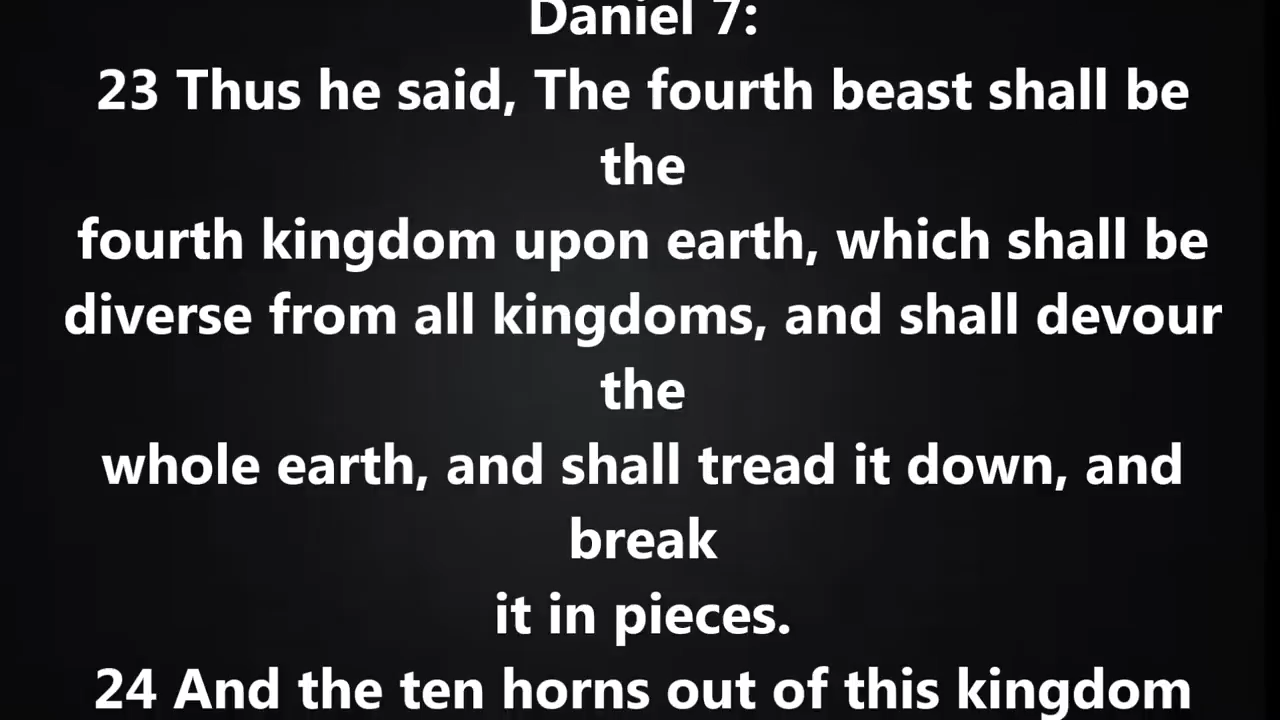 Daniel 7:
23 Thus he said, The fourth beast shall be
the
fourth kingdom upon earth, which shall be
diverse from all kingdoms, and shall devour
the
whole earth, and shall tread it down, and
break
it in pieces.
24 And the ten horns out of this kingdom